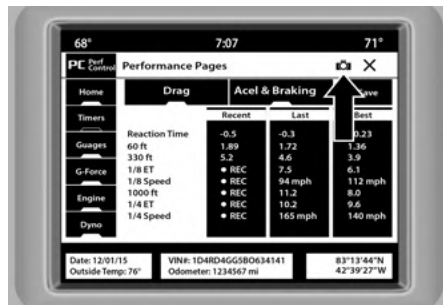 68° 7:07 71°
PC Perf Control Performance Pages
Home Drag Acel & Braking Save
Timers Recent Last Best
Reaction Time -0.5 -0.3 0.23
Guages 60 ft 1.89 1.72 1.36
330 ft 5.2 4.6 3.9
G-Force 1/8 ET REC 7.5 6.1
1/8 Speed REC 94 mph 112 mph
Engine 1000 ft REC 11.2 8.0
1/4 ET REC 10.2 9.6
Dyno 1/4 Speed REC 165 mph 140 mph
Date: 12/01/15 VIN#: 1D4RD4GG5BO634141 83°13'44"N
Outside Temp: 76° Odometer: 1234567 mi 42°39'27"W